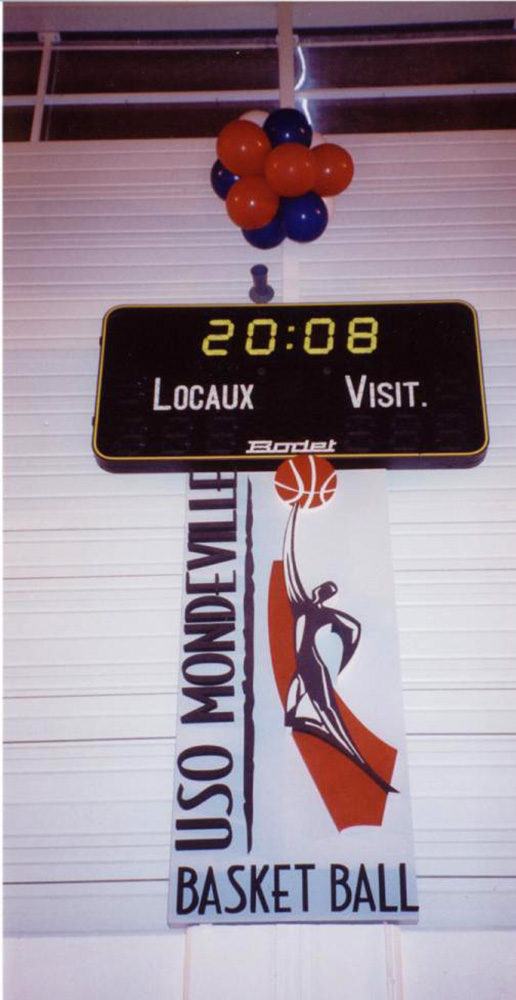 20:08
LOCAUX VISIT.
Bodet
USO MONDEVILLE
BASKET BALL